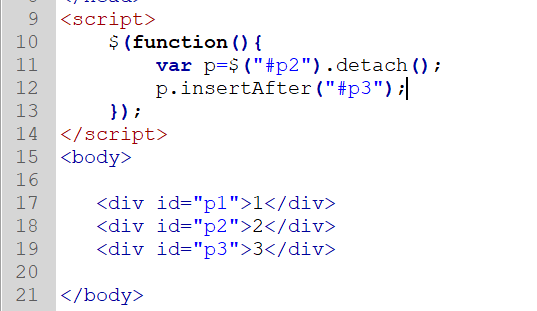 9 <script>
10     $(function(){
11         var p=$("#p2").detach();
12         p.insertAfter("#p3");
13     });
14 </script>
15 <body>
16
17    <div id="p1">1</div>
18    <div id="p2">2</div>
19    <div id="p3">3</div>
20
21 </body>